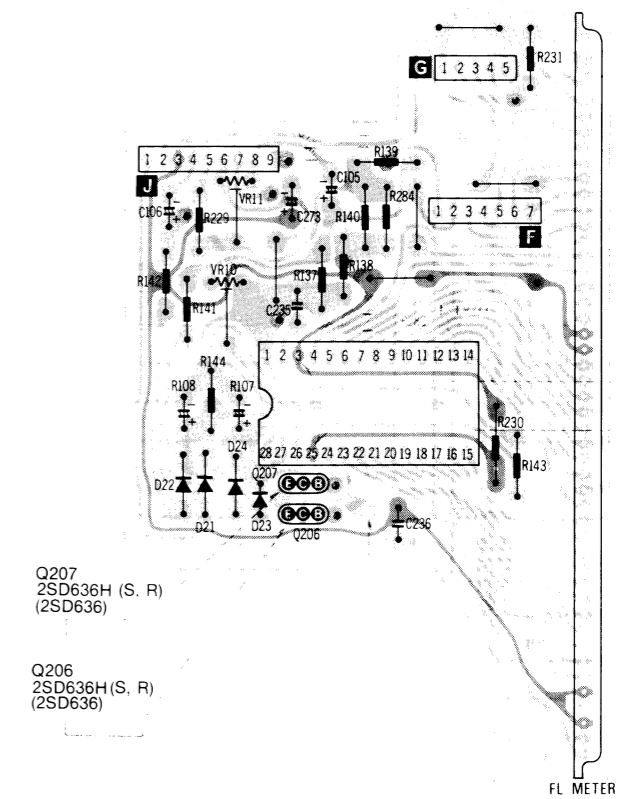 G
1 2 3 4 5
R231
1 2 3 4 5 6 7 8 9
R139
J
VR11
C105
C106
R229
C273
R140
R284
1 2 3 4 5 6 7
F
R142
VR10
R137
R138
R141
C235
1 2 3 4 5 6 7 8 9 10 11 12 13 14
R144
R108
R107
R230
D24
28 27 26 25 24 23 22 21 20 19 18 17 16 15
R143
Q207
D22
E C B
D21
D23
E C B
Q206
C236
Q207
2SD636H (S. R)
(2SD636)
Q206
2SD636H (S, R)
(2SD636)
FL METER